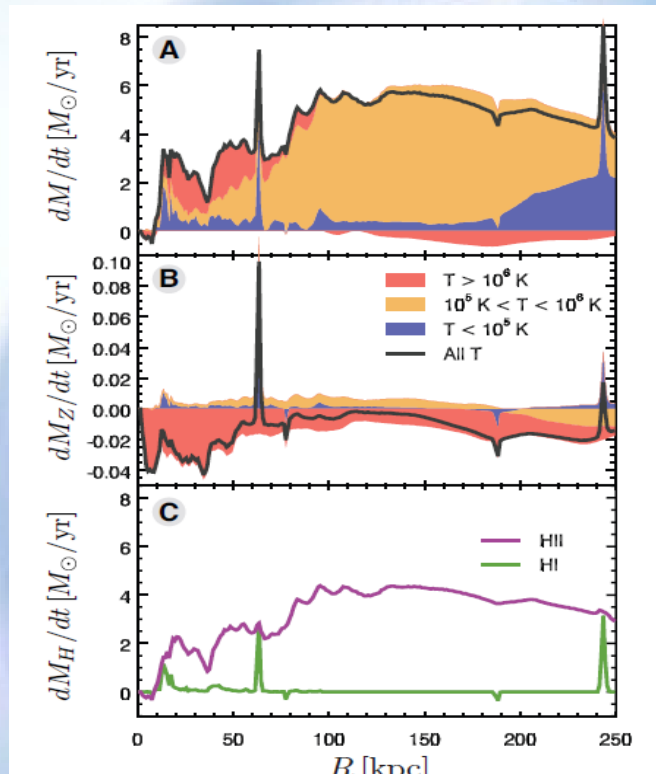 A
dM/dt [M⊙/yr]
8
6
4
2
0
B
dM_Z/dt [M⊙/yr]
0.10
0.08
0.06
0.04
0.02
0.00
-0.02
-0.04
T > 10⁶ K
10⁵ K < T < 10⁶ K
T < 10⁵ K
All T
C
dM_H/dt [M⊙/yr]
8
6
4
2
0
HII
HI
0 50 100 150 200 250
R [kpc]